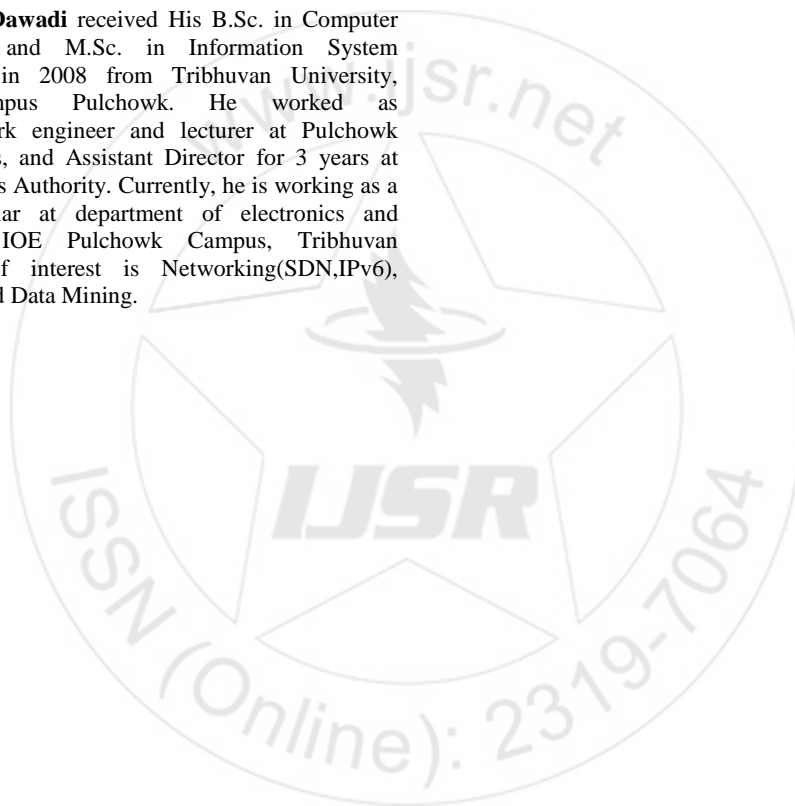 Dawadi received His B.Sc. in Computer
and M.Sc. in Information System
in 2008 from Tribhuvan University,
Pulchowk. He worked as
engineer and lecturer at Pulchowk
and Assistant Director for 3 years at
Authority. Currently, he is working as a
at department of electronics and
IOE Pulchowk Campus, Tribhuvan
interest is Networking(SDN,IPv6),
Data Mining.
www.ijsr.net
IJSR
ISSN (Online): 2319-7064